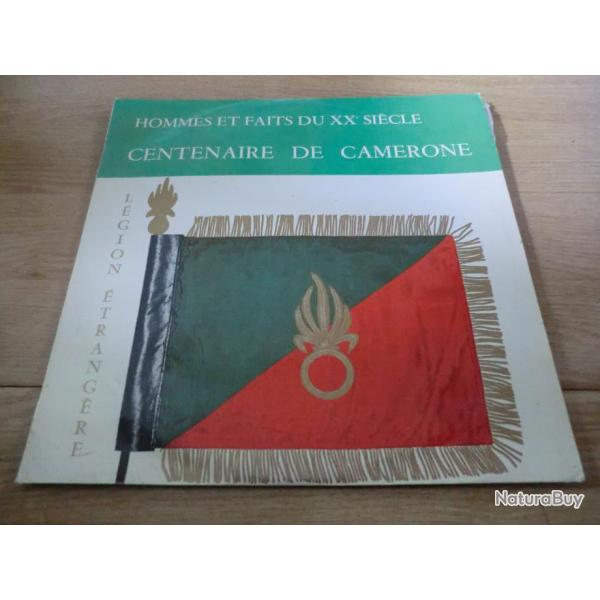 HOMMES ET FAITS DU XXe SIÈCLE
CENTENAIRE DE CAMERONE
LÉGION ÉTRANGÈRE
NaturaBuy